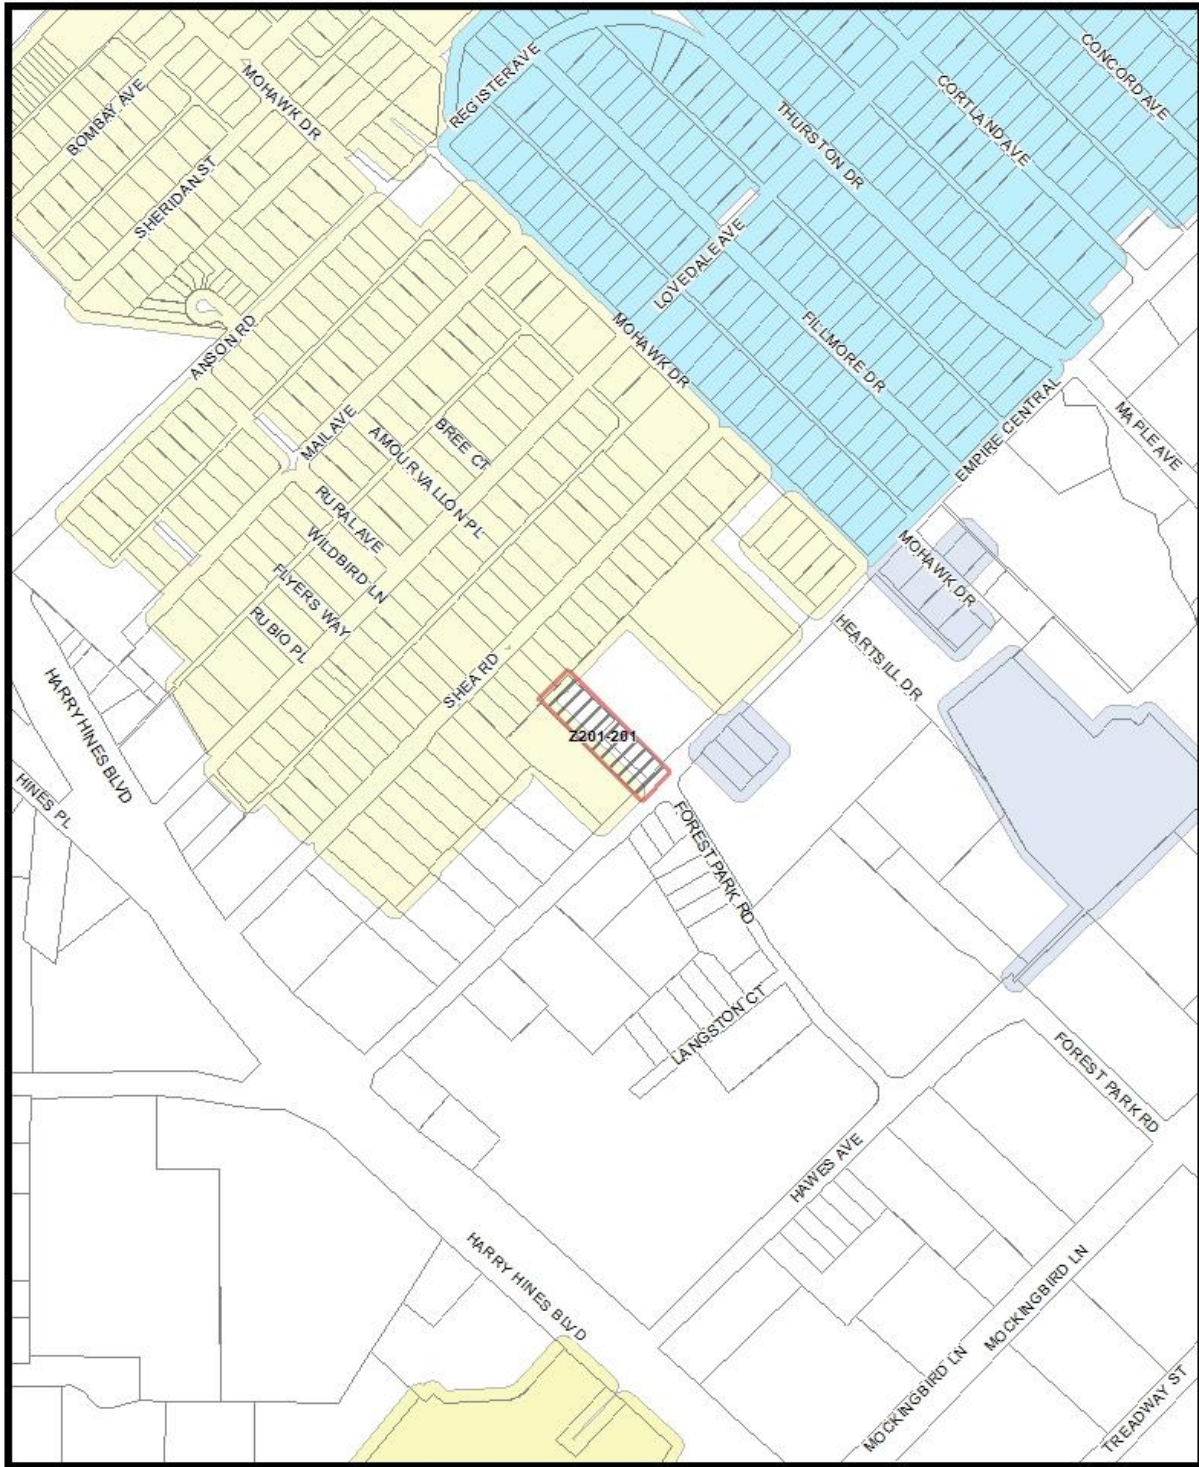 CONCORD AVE
REGISTER AVE
MOHAWK DR
BOMBAY AVE
CORTLAND AVE
THURSTON DR
SHERIDAN ST
LOVEDALE AVE
ANSON RD
MOHAWK DR
FILLMORE DR
MAIL AVE
BREE CT
AMOUR VALLON PL
EMPIRE CENTRAL
MAPLE AVE
RURAL AVE
WILDBIRD LN
FLYERS WAY
RUBIO PL
MOHAWK DR
HEARTSILL DR
SHEA RD
HARRY HINES BLVD
Z201-201
HINES PL
FOREST PARK RD
LANGSTON CT
FOREST PARK RD
HAWES AVE
HARRY HINES BLVD
MOCKINGBIRD LN
MOCKINGBIRD LN
TREADWAY ST